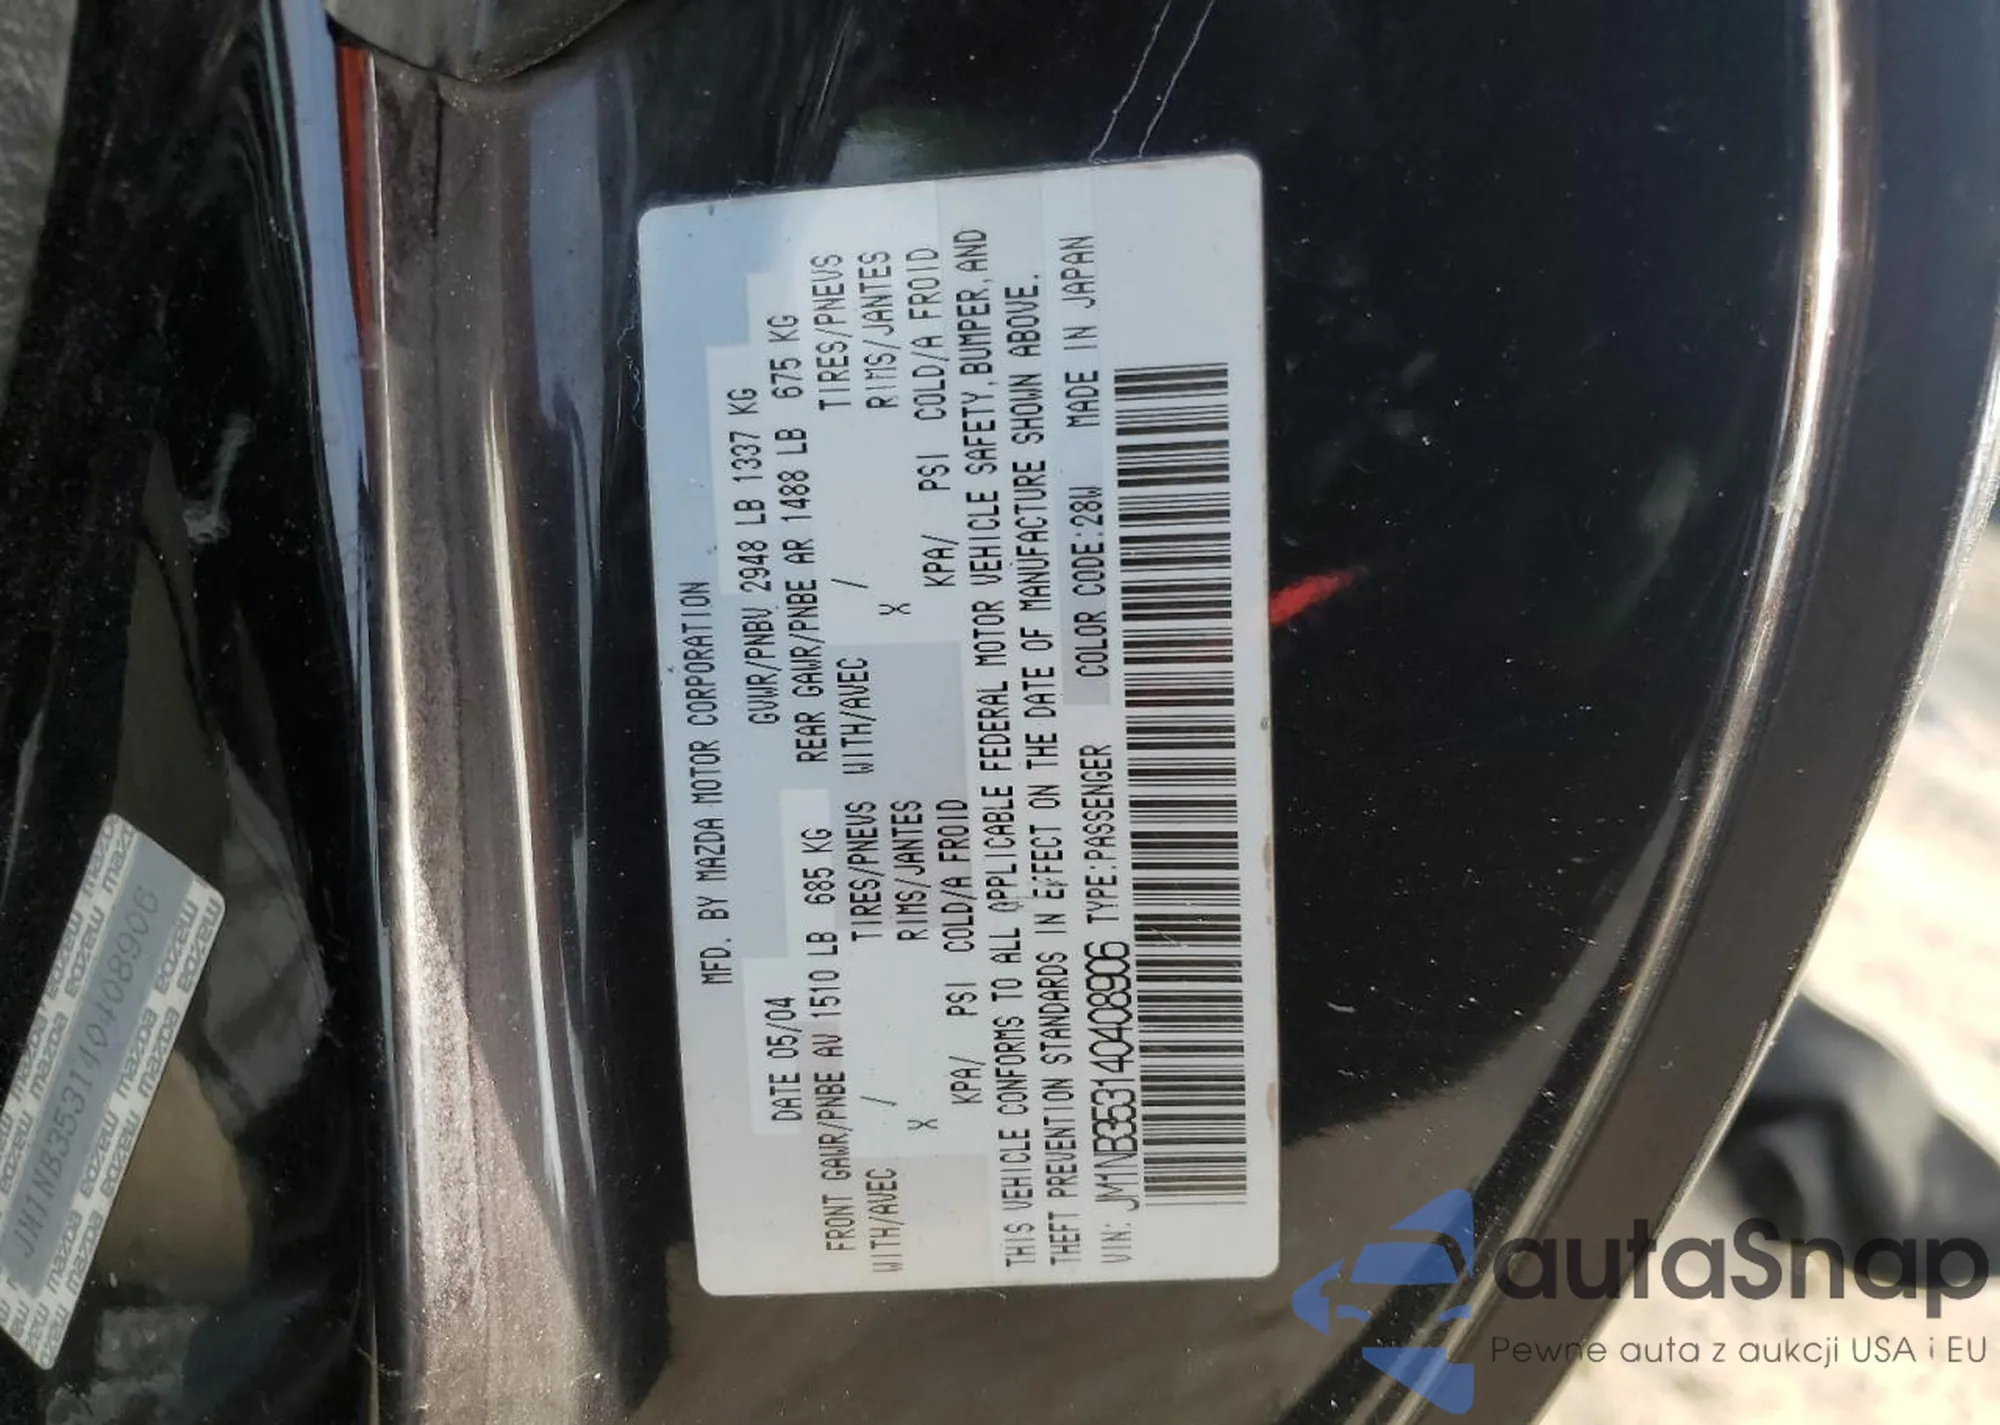 MFD. BY MAZDA MOTOR CORPORATION
DATE 05/04 GVWR/PNBV 2948 LB 1337 KG
FRONT GAWR/PNBE AV 1510 LB 685 KG REAR GAWR/PNBE AR 1488 LB 675 KG
WITH/AVEC / TIRES/PNEUS WITH/AVEC / TIRES/PNEUS
X RIMS/JANTES X RIMS/JANTES
KPA/ PSI COLD/A FROID KPA/ PSI COLD/A FROID
THIS VEHICLE CONFORMS TO ALL APPLICABLE FEDERAL MOTOR VEHICLE SAFETY, BUMPER, AND
THEFT PREVENTION STANDARDS IN EFFECT ON THE DATE OF MANUFACTURE SHOWN ABOVE.
VIN: JM1NB353140408906 TYPE:PASSENGER COLOR CODE:28W MADE IN JAPAN
JM1NB353140408906
mazda mazda mazda mazda mazda
autaSnap
Pewne auta z aukcji USA i EU